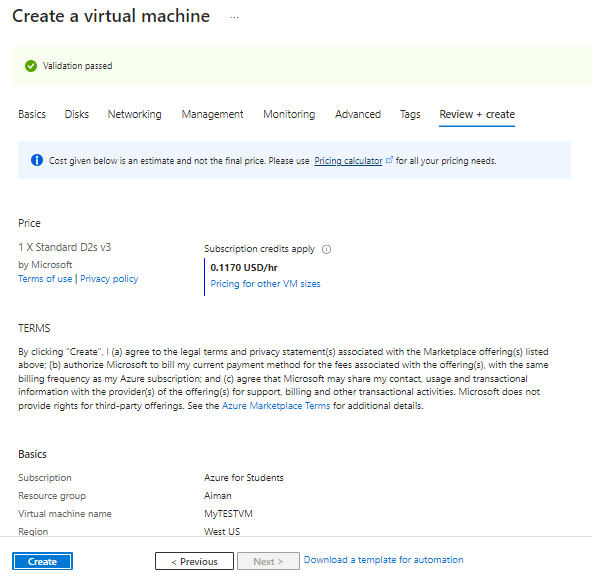 Create a virtual machine ...
Validation passed
Basics Disks Networking Management Monitoring Advanced Tags Review + create
Cost given below is an estimate and not the final price. Please use Pricing calculator for all your pricing needs.
Price
1 X Standard D2s v3
by Microsoft
Terms of use | Privacy policy
Subscription credits apply
0.1170 USD/hr
Pricing for other VM sizes
TERMS
By clicking "Create", I (a) agree to the legal terms and privacy statement(s) associated with the Marketplace offering(s) listed
above; (b) authorize Microsoft to bill my current payment method for the fees associated with the offering(s), with the same
billing frequency as my Azure subscription; and (c) agree that Microsoft may share my contact, usage and transactional
information with the provider(s) of the offering(s) for support, billing and other transactional activities. Microsoft does not
provide rights for third-party offerings. See the Azure Marketplace Terms for additional details.
Basics
Subscription Azure for Students
Resource group Aiman
Virtual machine name MyTESTVM
Region West US
Create < Previous Next > Download a template for automation